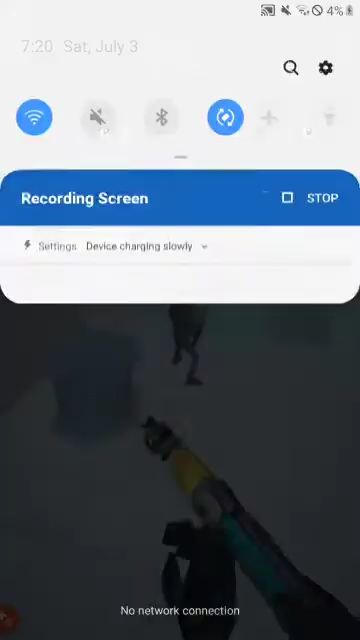 4%
7:20 Sat, July 3
Recording Screen
STOP
Settings Device charging slowly
No network connection